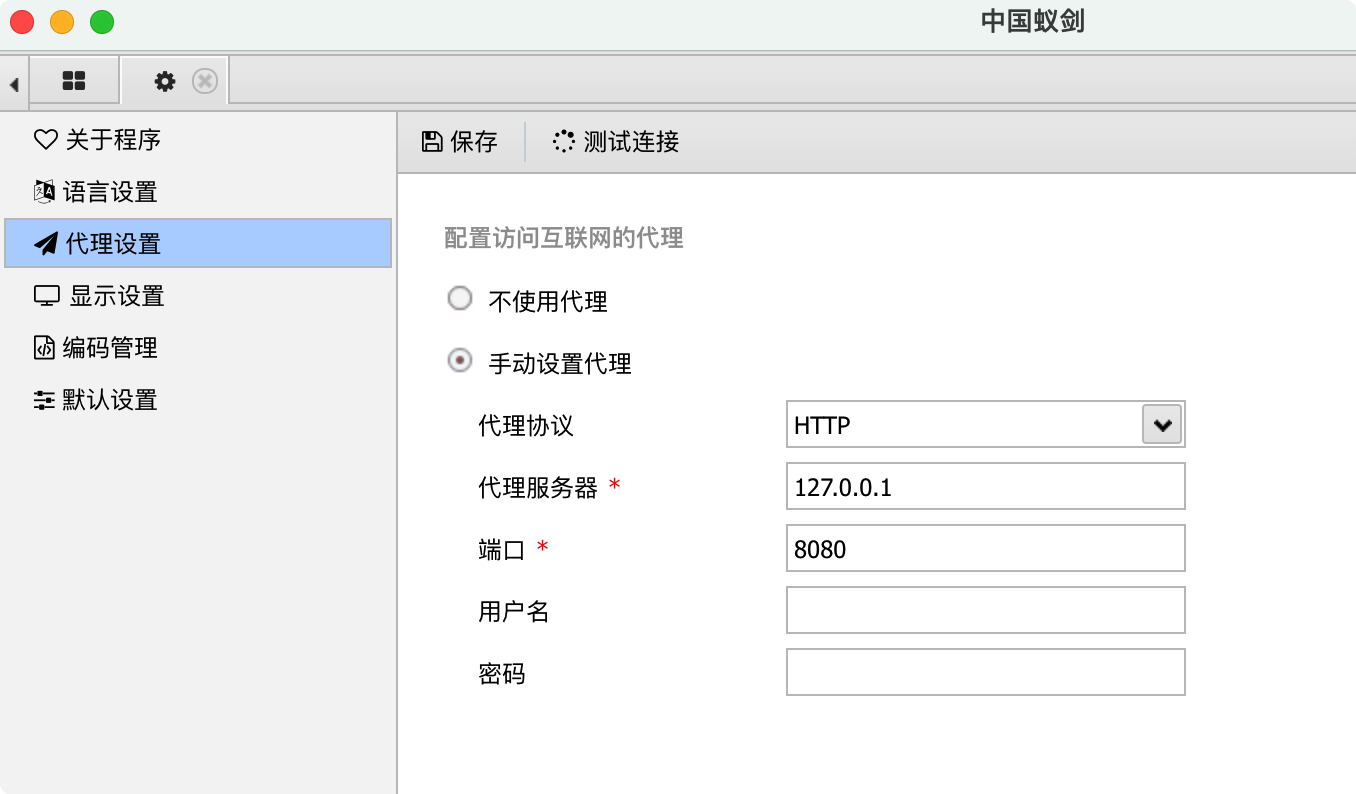 中国蚁剑
关于程序
语言设置
代理设置
显示设置
编码管理
默认设置
保存 测试连接
配置访问互联网的代理
不使用代理
手动设置代理
代理协议 HTTP
代理服务器 * 127.0.0.1
端口 * 8080
用户名
密码